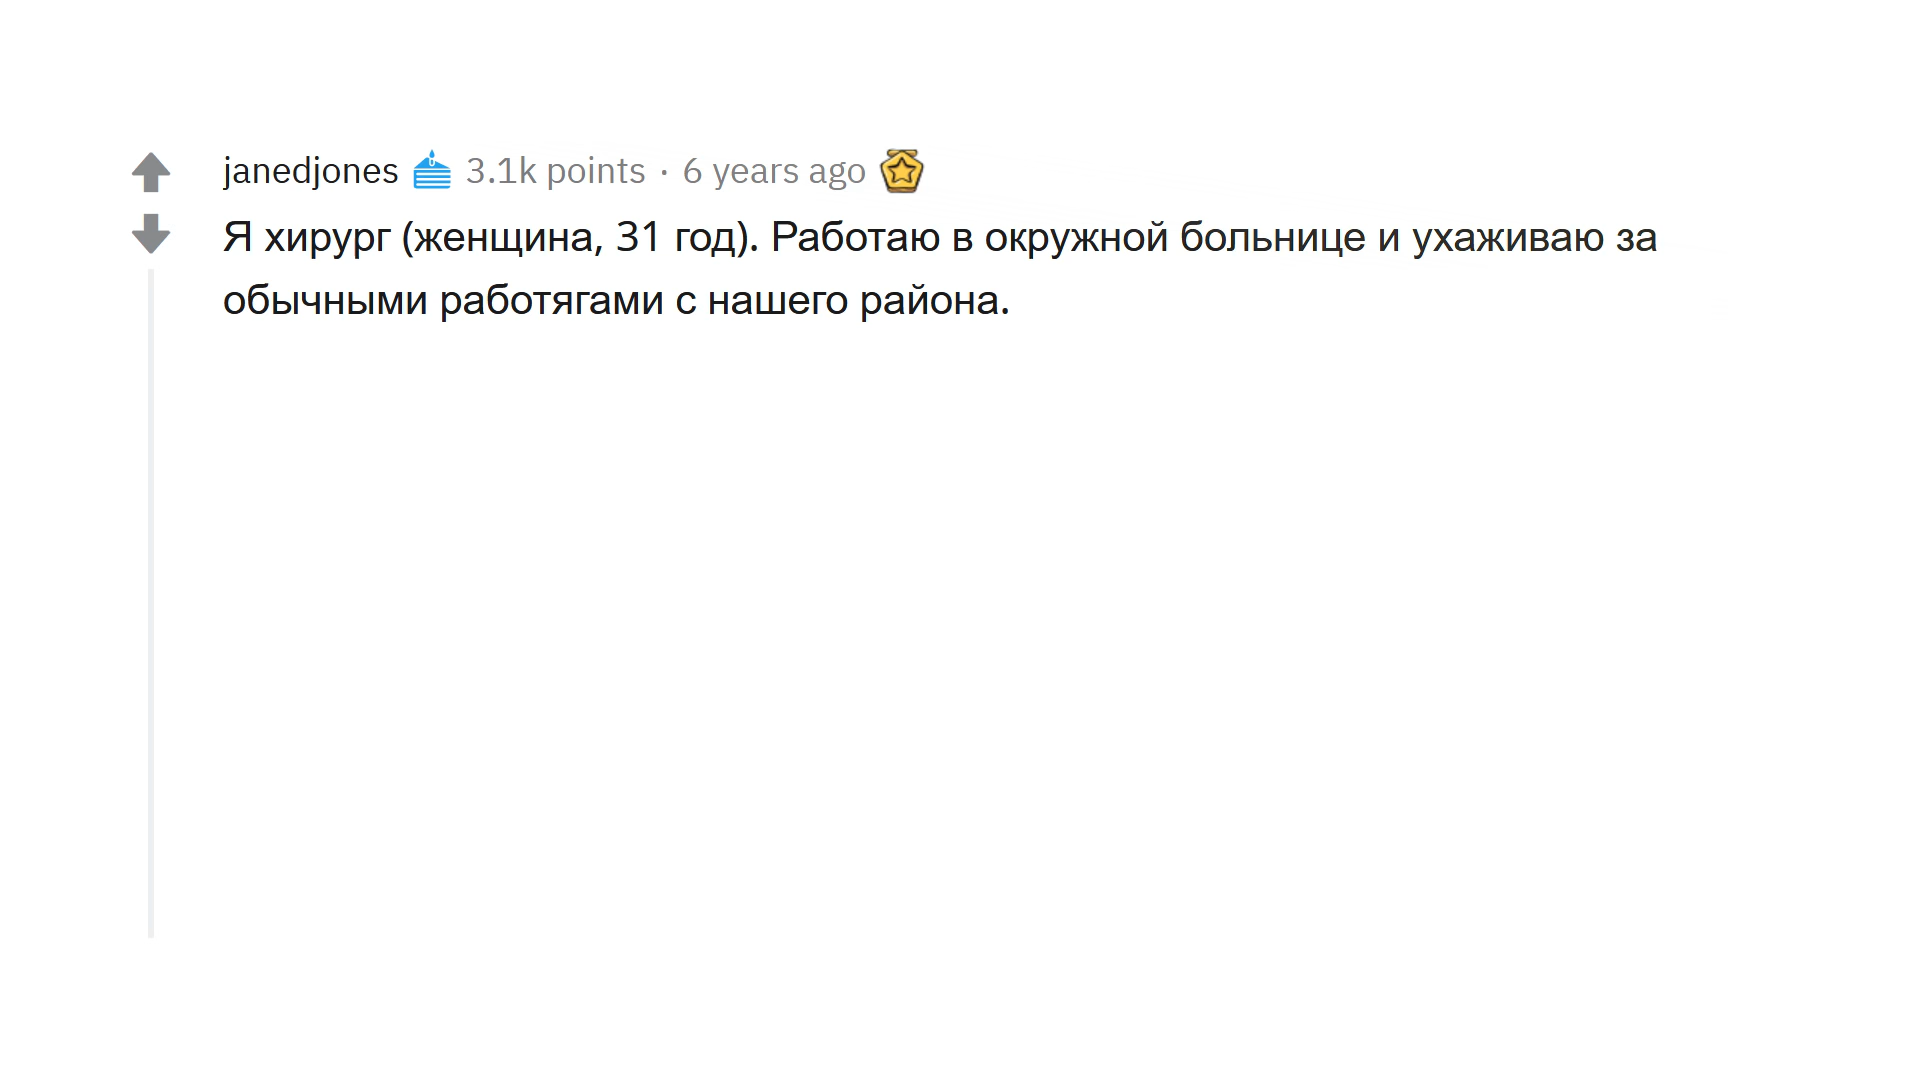 janedjones 3.1k points · 6 years ago
Я хирург (женщина, 31 год). Работаю в окружной больнице и ухаживаю за
обычными работягами с нашего района.